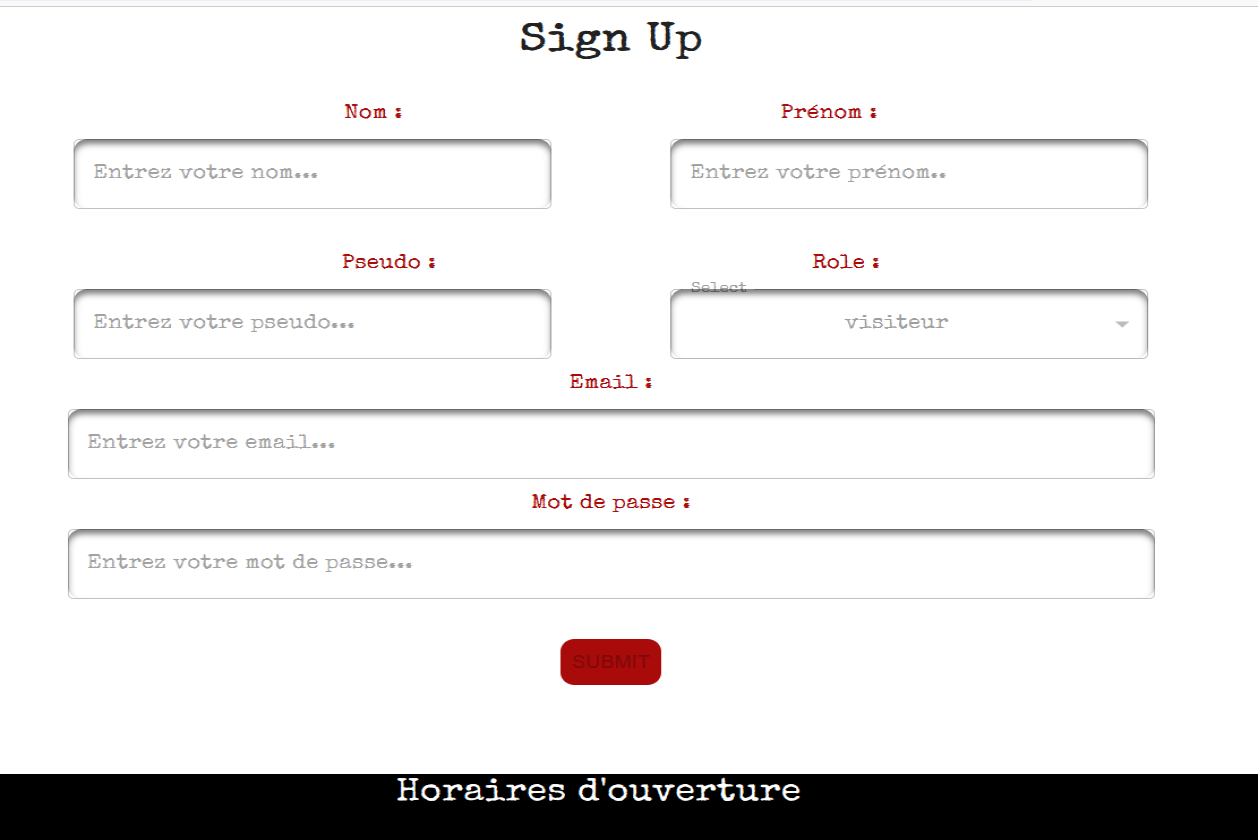 Sign Up
Nom : Prénom :
Entrez votre nom... Entrez votre prénom..
Pseudo : Role :
Select
Entrez votre pseudo... visiteur
Email :
Entrez votre email...
Mot de passe :
Entrez votre mot de passe...
SUBMIT
Horaires d'ouverture